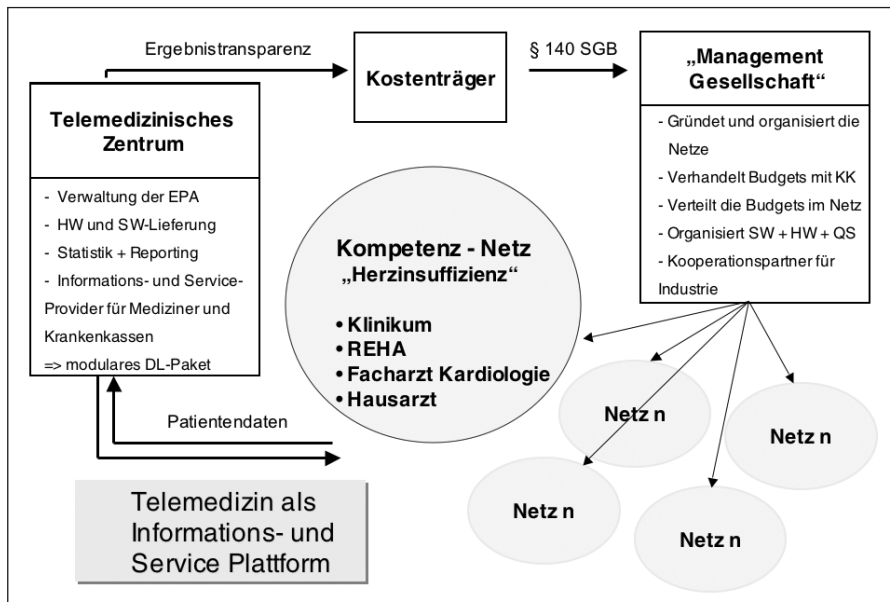 Ergebnistransparenz
Kostenträger
§ 140 SGB
„Management
Gesellschaft“
- Gründet und organisiert die
Netze
- Verhandelt Budgets mit KK
- Verteilt die Budgets im Netz
- Organisiert SW + HW + QS
- Kooperationspartner für
Industrie
Telemedizinisches
Zentrum
- Verwaltung der EPA
- HW und SW-Lieferung
- Statistik + Reporting
- Informations- und Service-
Provider für Mediziner und
Krankenkassen
=> modulares DL-Paket
Kompetenz - Netz
„Herzinsuffizienz“
• Klinikum
• REHA
• Facharzt Kardiologie
• Hausarzt
Patientendaten
Netz n
Netz n
Netz n
Netz n
Telemedizin als
Informations- und
Service Plattform